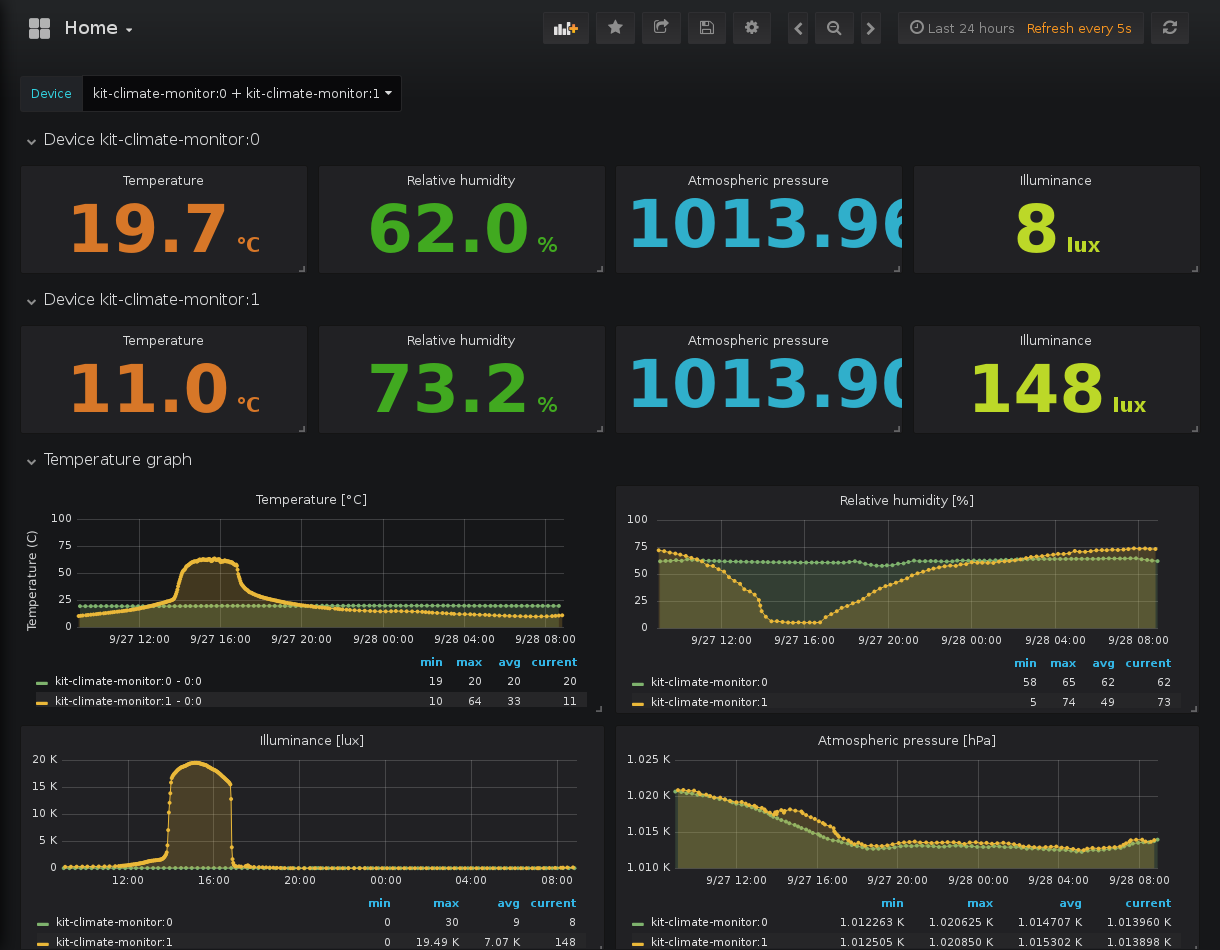 Home
Last 24 hours Refresh every 5s
Device kit-climate-monitor:0 + kit-climate-monitor:1
Device kit-climate-monitor:0
Temperature Relative humidity Atmospheric pressure Illuminance
19.7 °C 62.0 % 1013.96 8 lux
Device kit-climate-monitor:1
Temperature Relative humidity Atmospheric pressure Illuminance
11.0 °C 73.2 % 1013.90 148 lux
Temperature graph
Temperature [°C]
Temperature (C)
100
75
50
25
0
9/27 12:00 9/27 16:00 9/27 20:00 9/28 00:00 9/28 04:00 9/28 08:00
min max avg current
kit-climate-monitor:0 - 0:0 19 20 20 20
kit-climate-monitor:1 - 0:0 10 64 33 11
Relative humidity [%]
100
75
50
25
0
9/27 12:00 9/27 16:00 9/27 20:00 9/28 00:00 9/28 04:00 9/28 08:00
min max avg current
kit-climate-monitor:0 58 65 62 62
kit-climate-monitor:1 5 74 49 73
Illuminance [lux]
20 K
15 K
10 K
5 K
0
12:00 16:00 20:00 00:00 04:00 08:00
min max avg current
kit-climate-monitor:0 0 30 9 8
kit-climate-monitor:1 0 19.49 K 7.07 K 148
Atmospheric pressure [hPa]
1.025 K
1.020 K
1.015 K
1.010 K
9/27 12:00 9/27 16:00 9/27 20:00 9/28 00:00 9/28 04:00 9/28 08:00
min max avg current
kit-climate-monitor:0 1.012263 K 1.020625 K 1.014707 K 1.013960 K
kit-climate-monitor:1 1.012505 K 1.020850 K 1.015302 K 1.013898 K